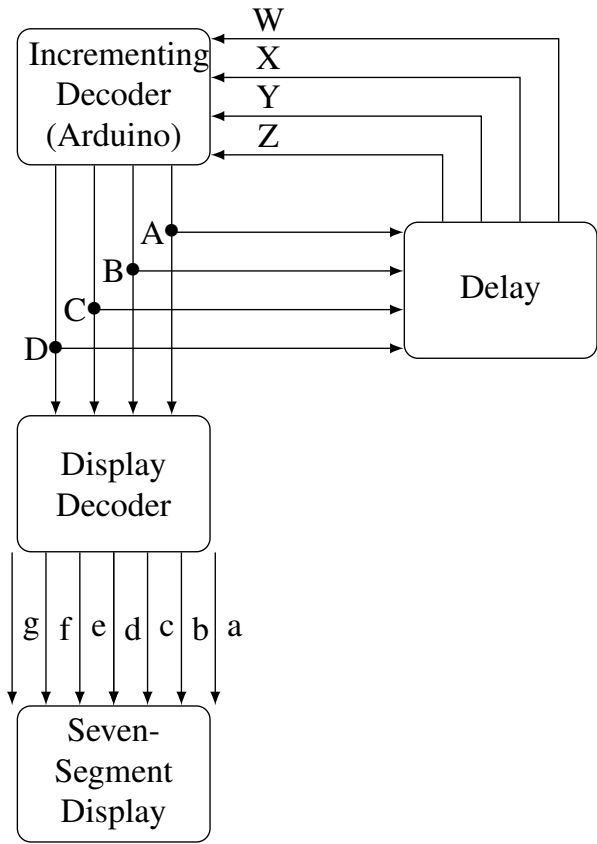 W
Incrementing
Decoder
(Arduino)
X
Y
Z
A
B
C
D
Delay
Display
Decoder
g f e d c b a
Seven-
Segment
Display